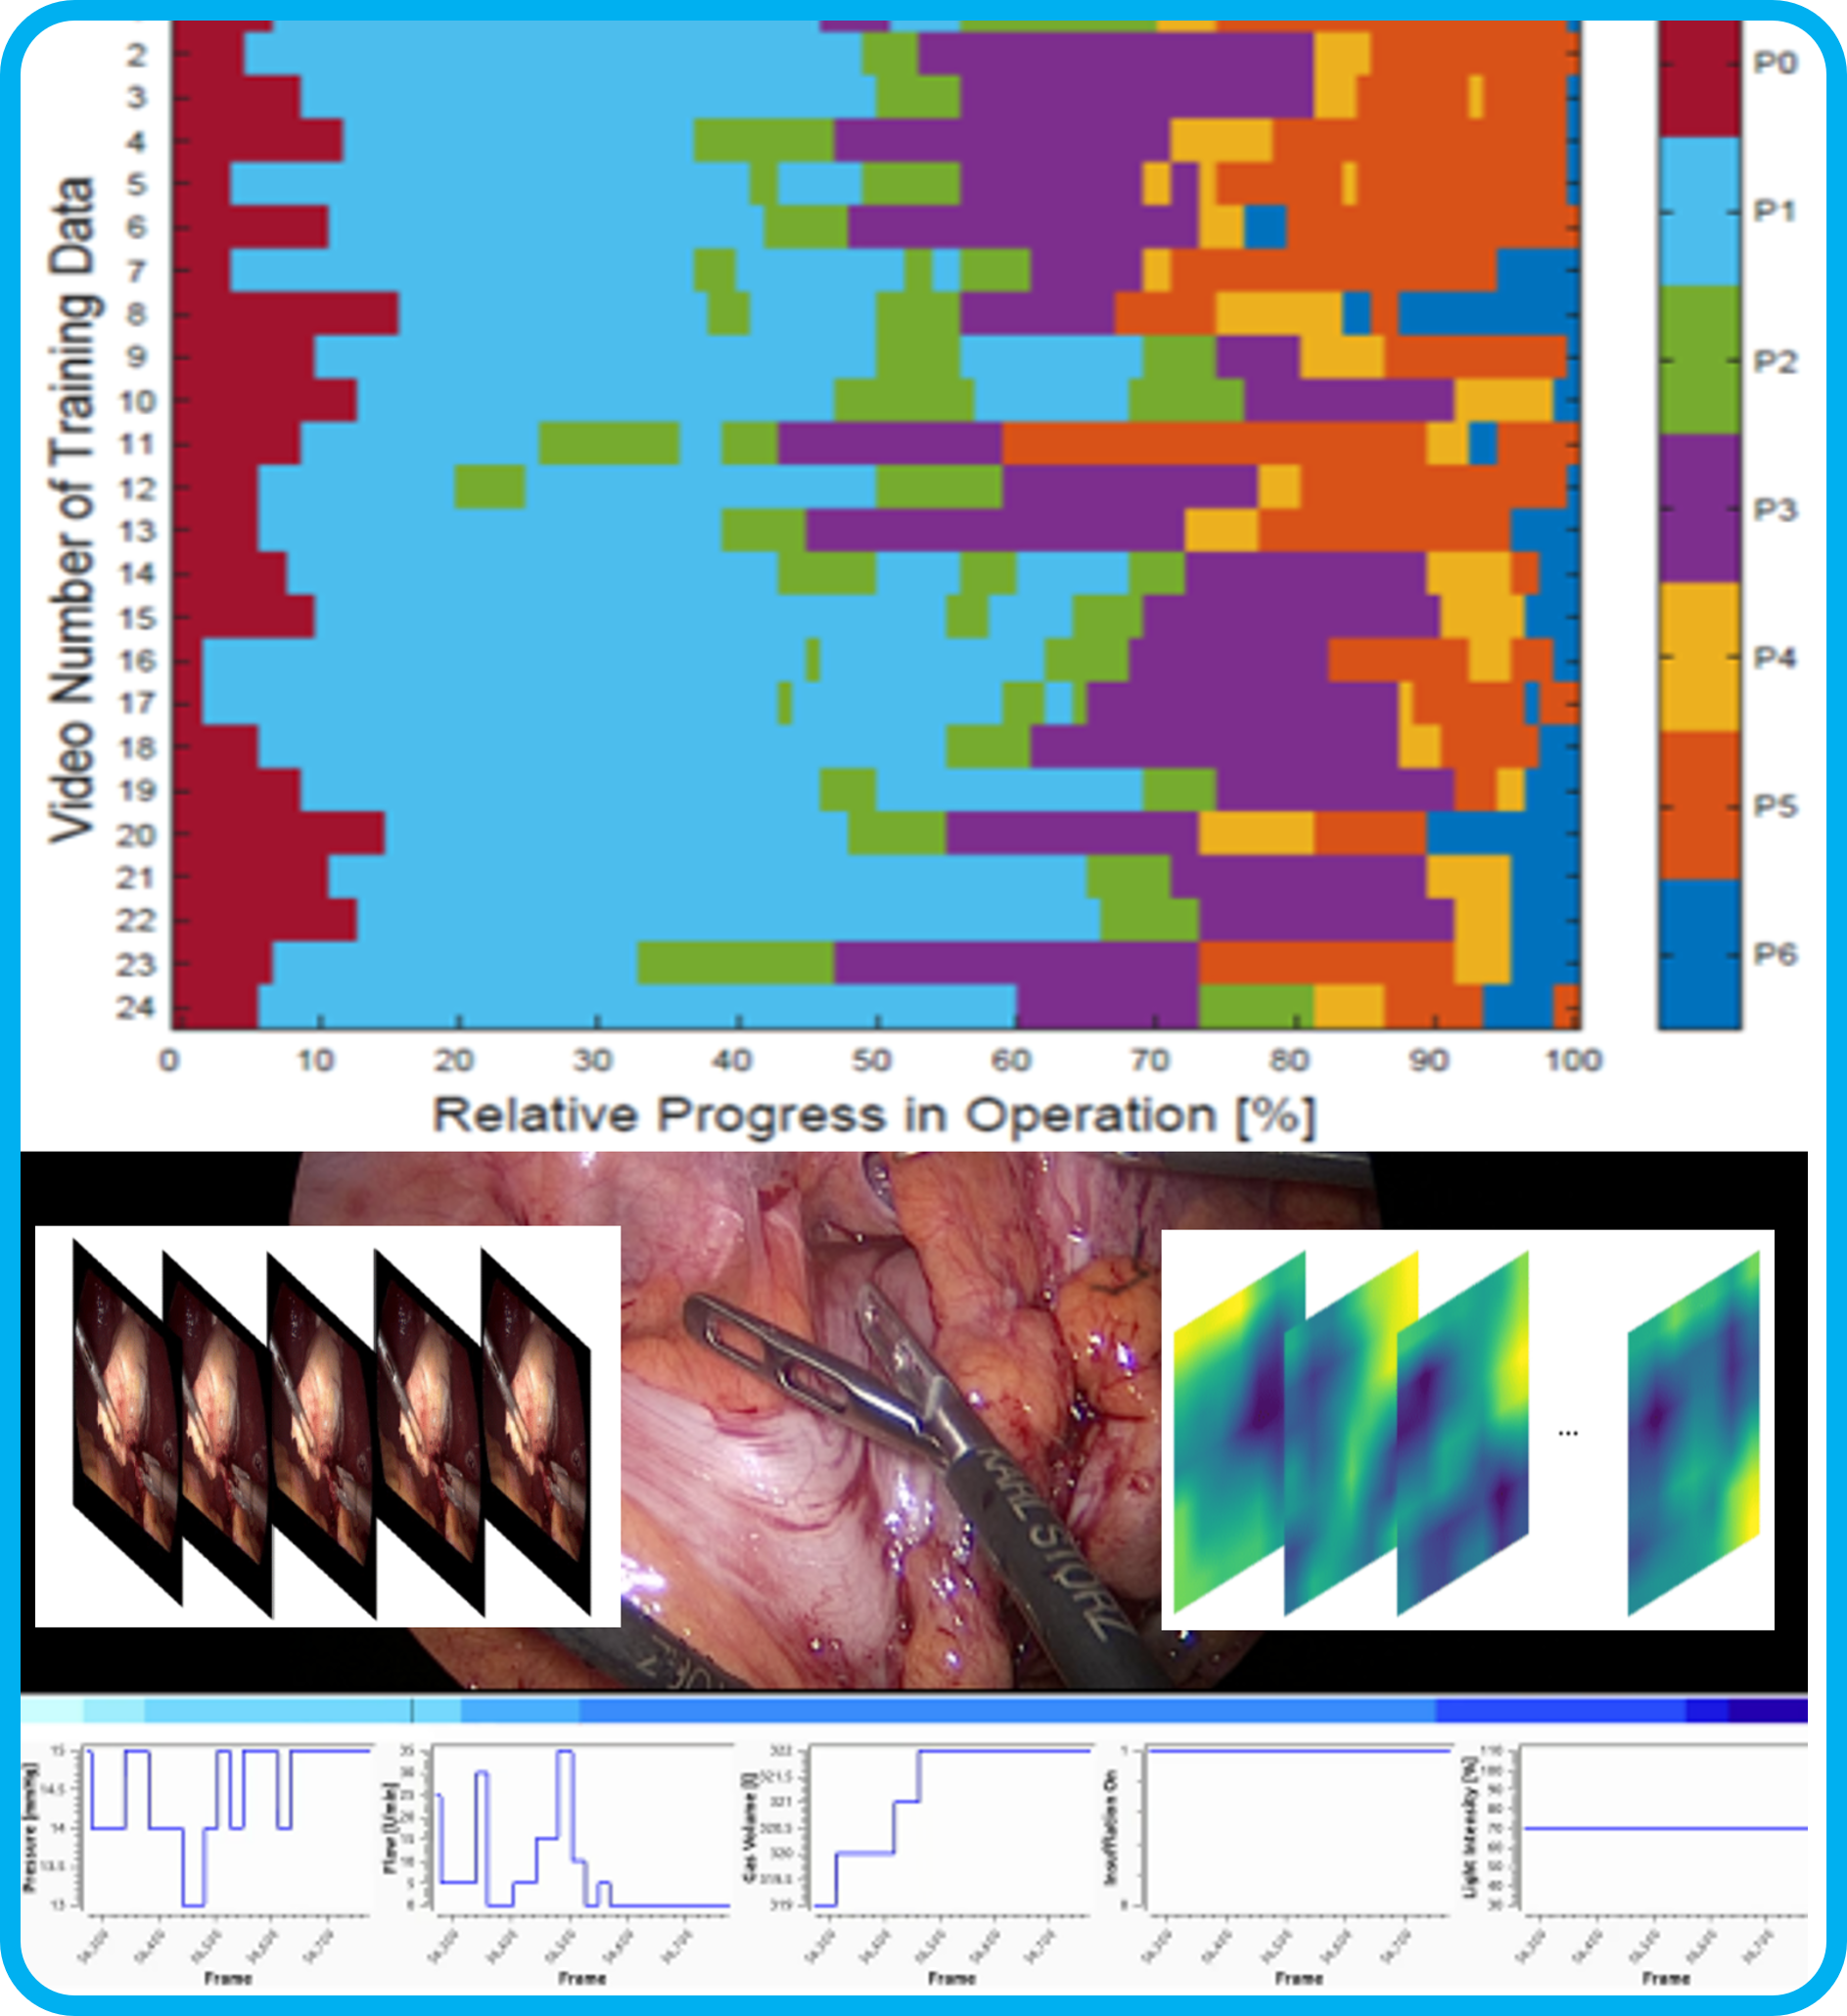 2
3
4
5
6
7
8
9
10
11
12
13
14
15
16
17
18
19
20
21
22
23
24
Video Number of Training Data
0 10 20 30 40 50 60 70 80 90 100
Relative Progress in Operation [%]
P0
P1
P2
P3
P4
P5
P6
...
KARL STORZ
Pressure [mmHg]
15
14.5
14
13.5
13
Frame
Flow [l/min]
35
30
25
20
15
10
5
0
Frame
Gas Volume [l]
322
321.5
321
320.5
320
319.5
319
Frame
Insufflation On
1
0
Frame
Light Intensity [%]
110
100
90
80
70
60
50
40
30
Frame